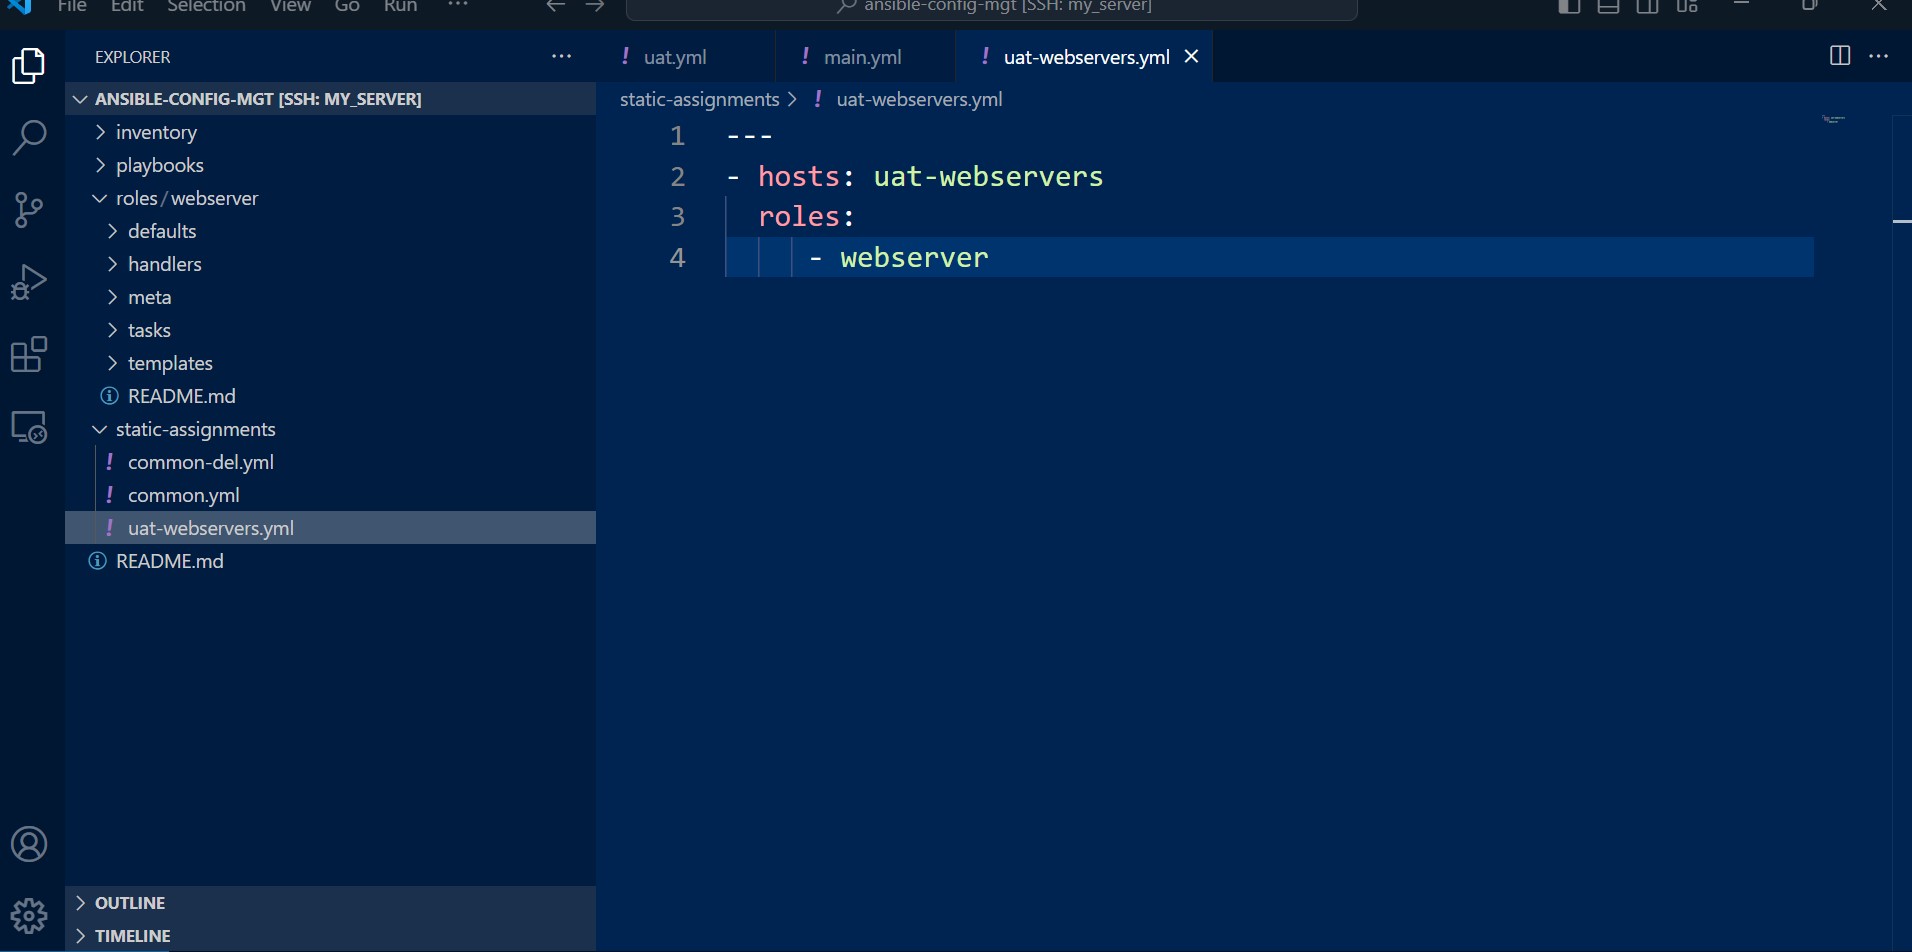 File Edit Selection View Go Run ···
ansible-config-mgt [SSH: my_server]
EXPLORER ···
ANSIBLE-CONFIG-MGT [SSH: MY_SERVER]
inventory
playbooks
roles/webserver
defaults
handlers
meta
tasks
templates
README.md
static-assignments
! common-del.yml
! common.yml
! uat-webservers.yml
README.md
OUTLINE
TIMELINE
! uat.yml ! main.yml ! uat-webservers.yml
static-assignments > ! uat-webservers.yml
1 ---
2 - hosts: uat-webservers
3   roles:
4      - webserver